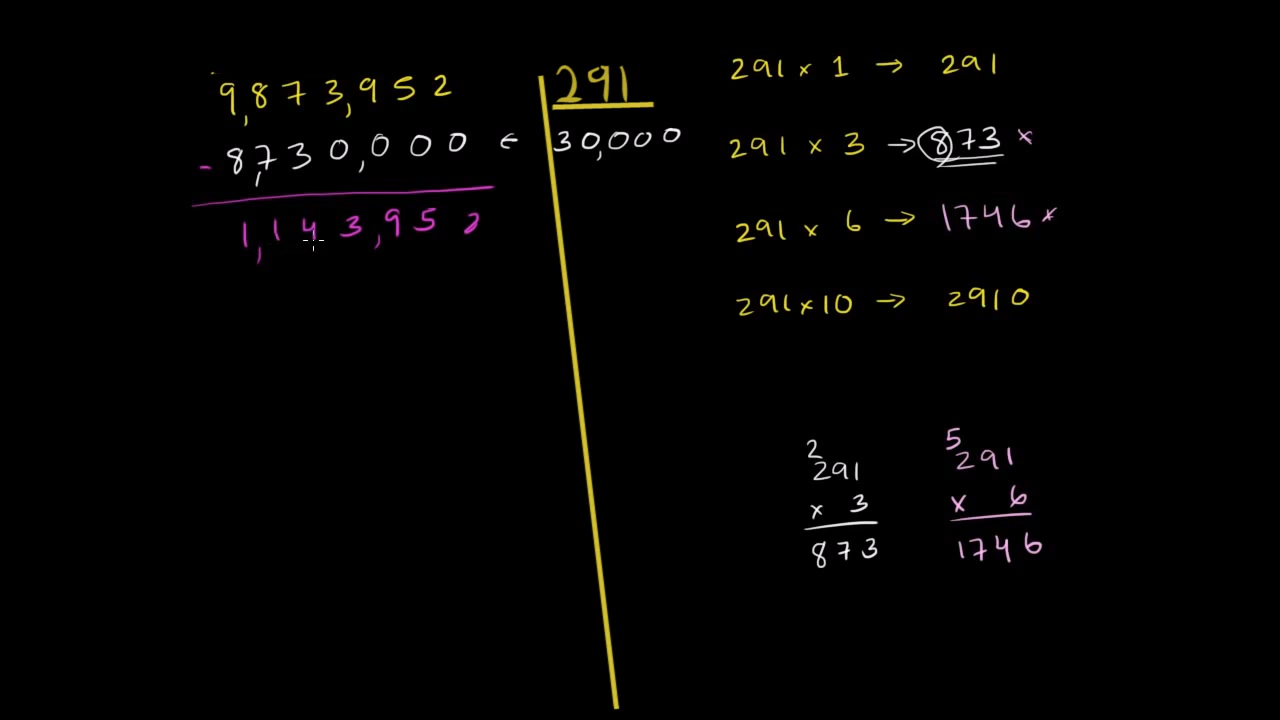 9,873,952
291
- 8,730,000 ← 30,000
1,143,952
291 × 1 → 291
291 × 3 → 873 ×
291 × 6 → 1746 ×
291 × 10 → 2910
2
291
× 3
873
5
291
× 6
1746